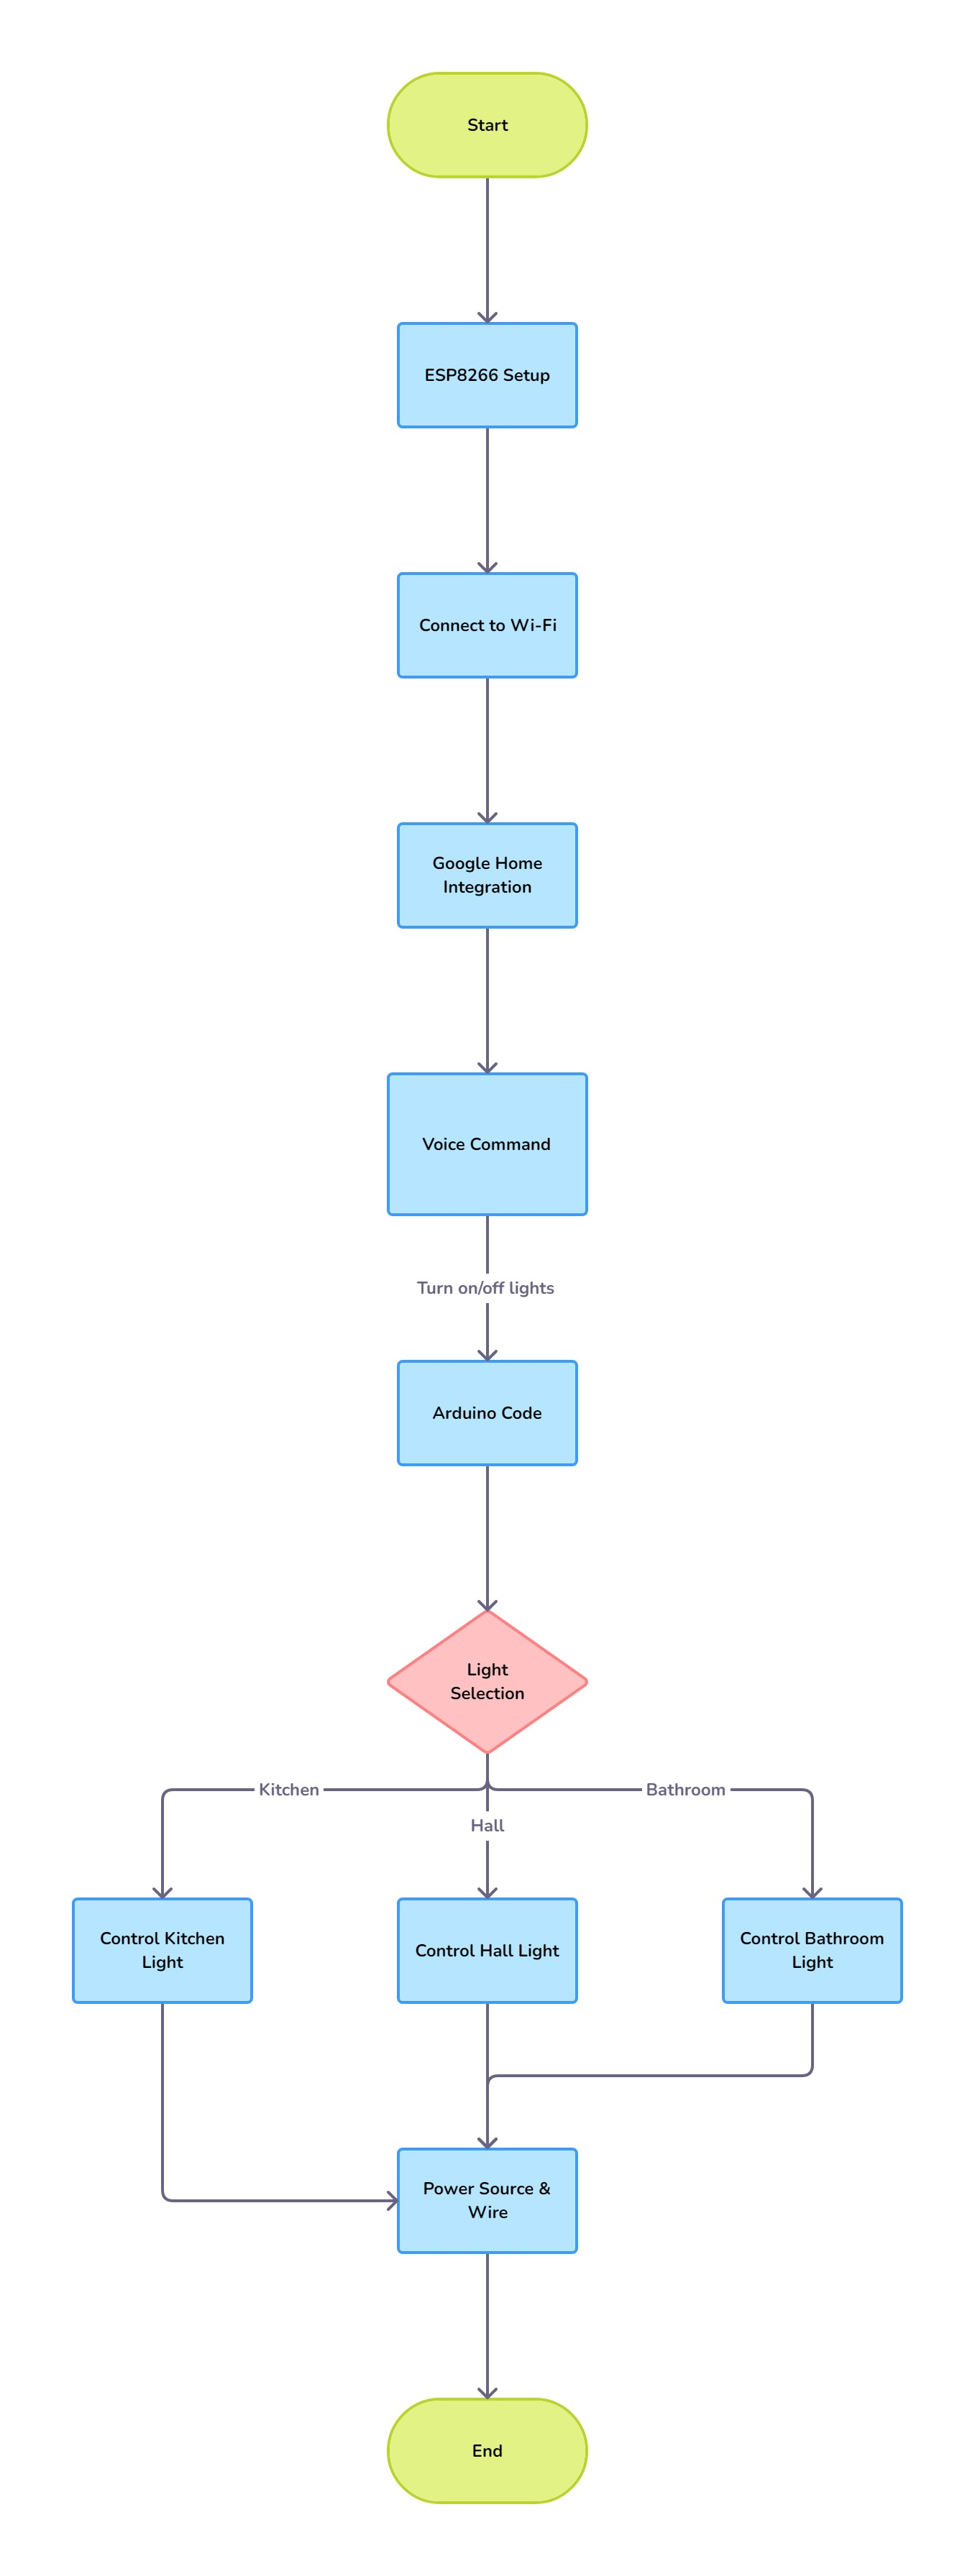 Start
ESP8266 Setup
Connect to Wi-Fi
Google Home
Integration
Voice Command
Turn on/off lights
Arduino Code
Light
Selection
Kitchen
Bathroom
Hall
Control Kitchen
Light
Control Hall Light
Control Bathroom
Light
Power Source &
Wire
End